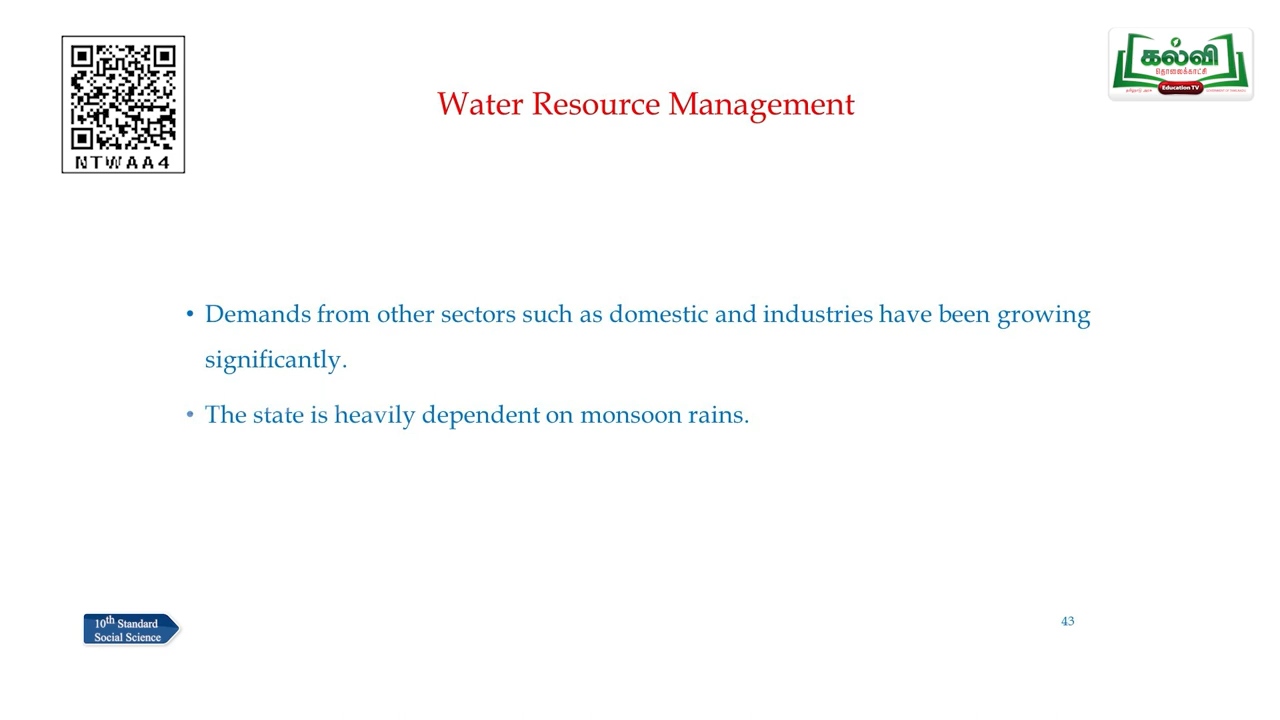 NTWAA4
கல்வி
தொலைக்காட்சி
Education TV
Water Resource Management
• Demands from other sectors such as domestic and industries have been growing
significantly.
• The state is heavily dependent on monsoon rains.
10th Standard
Social Science
43